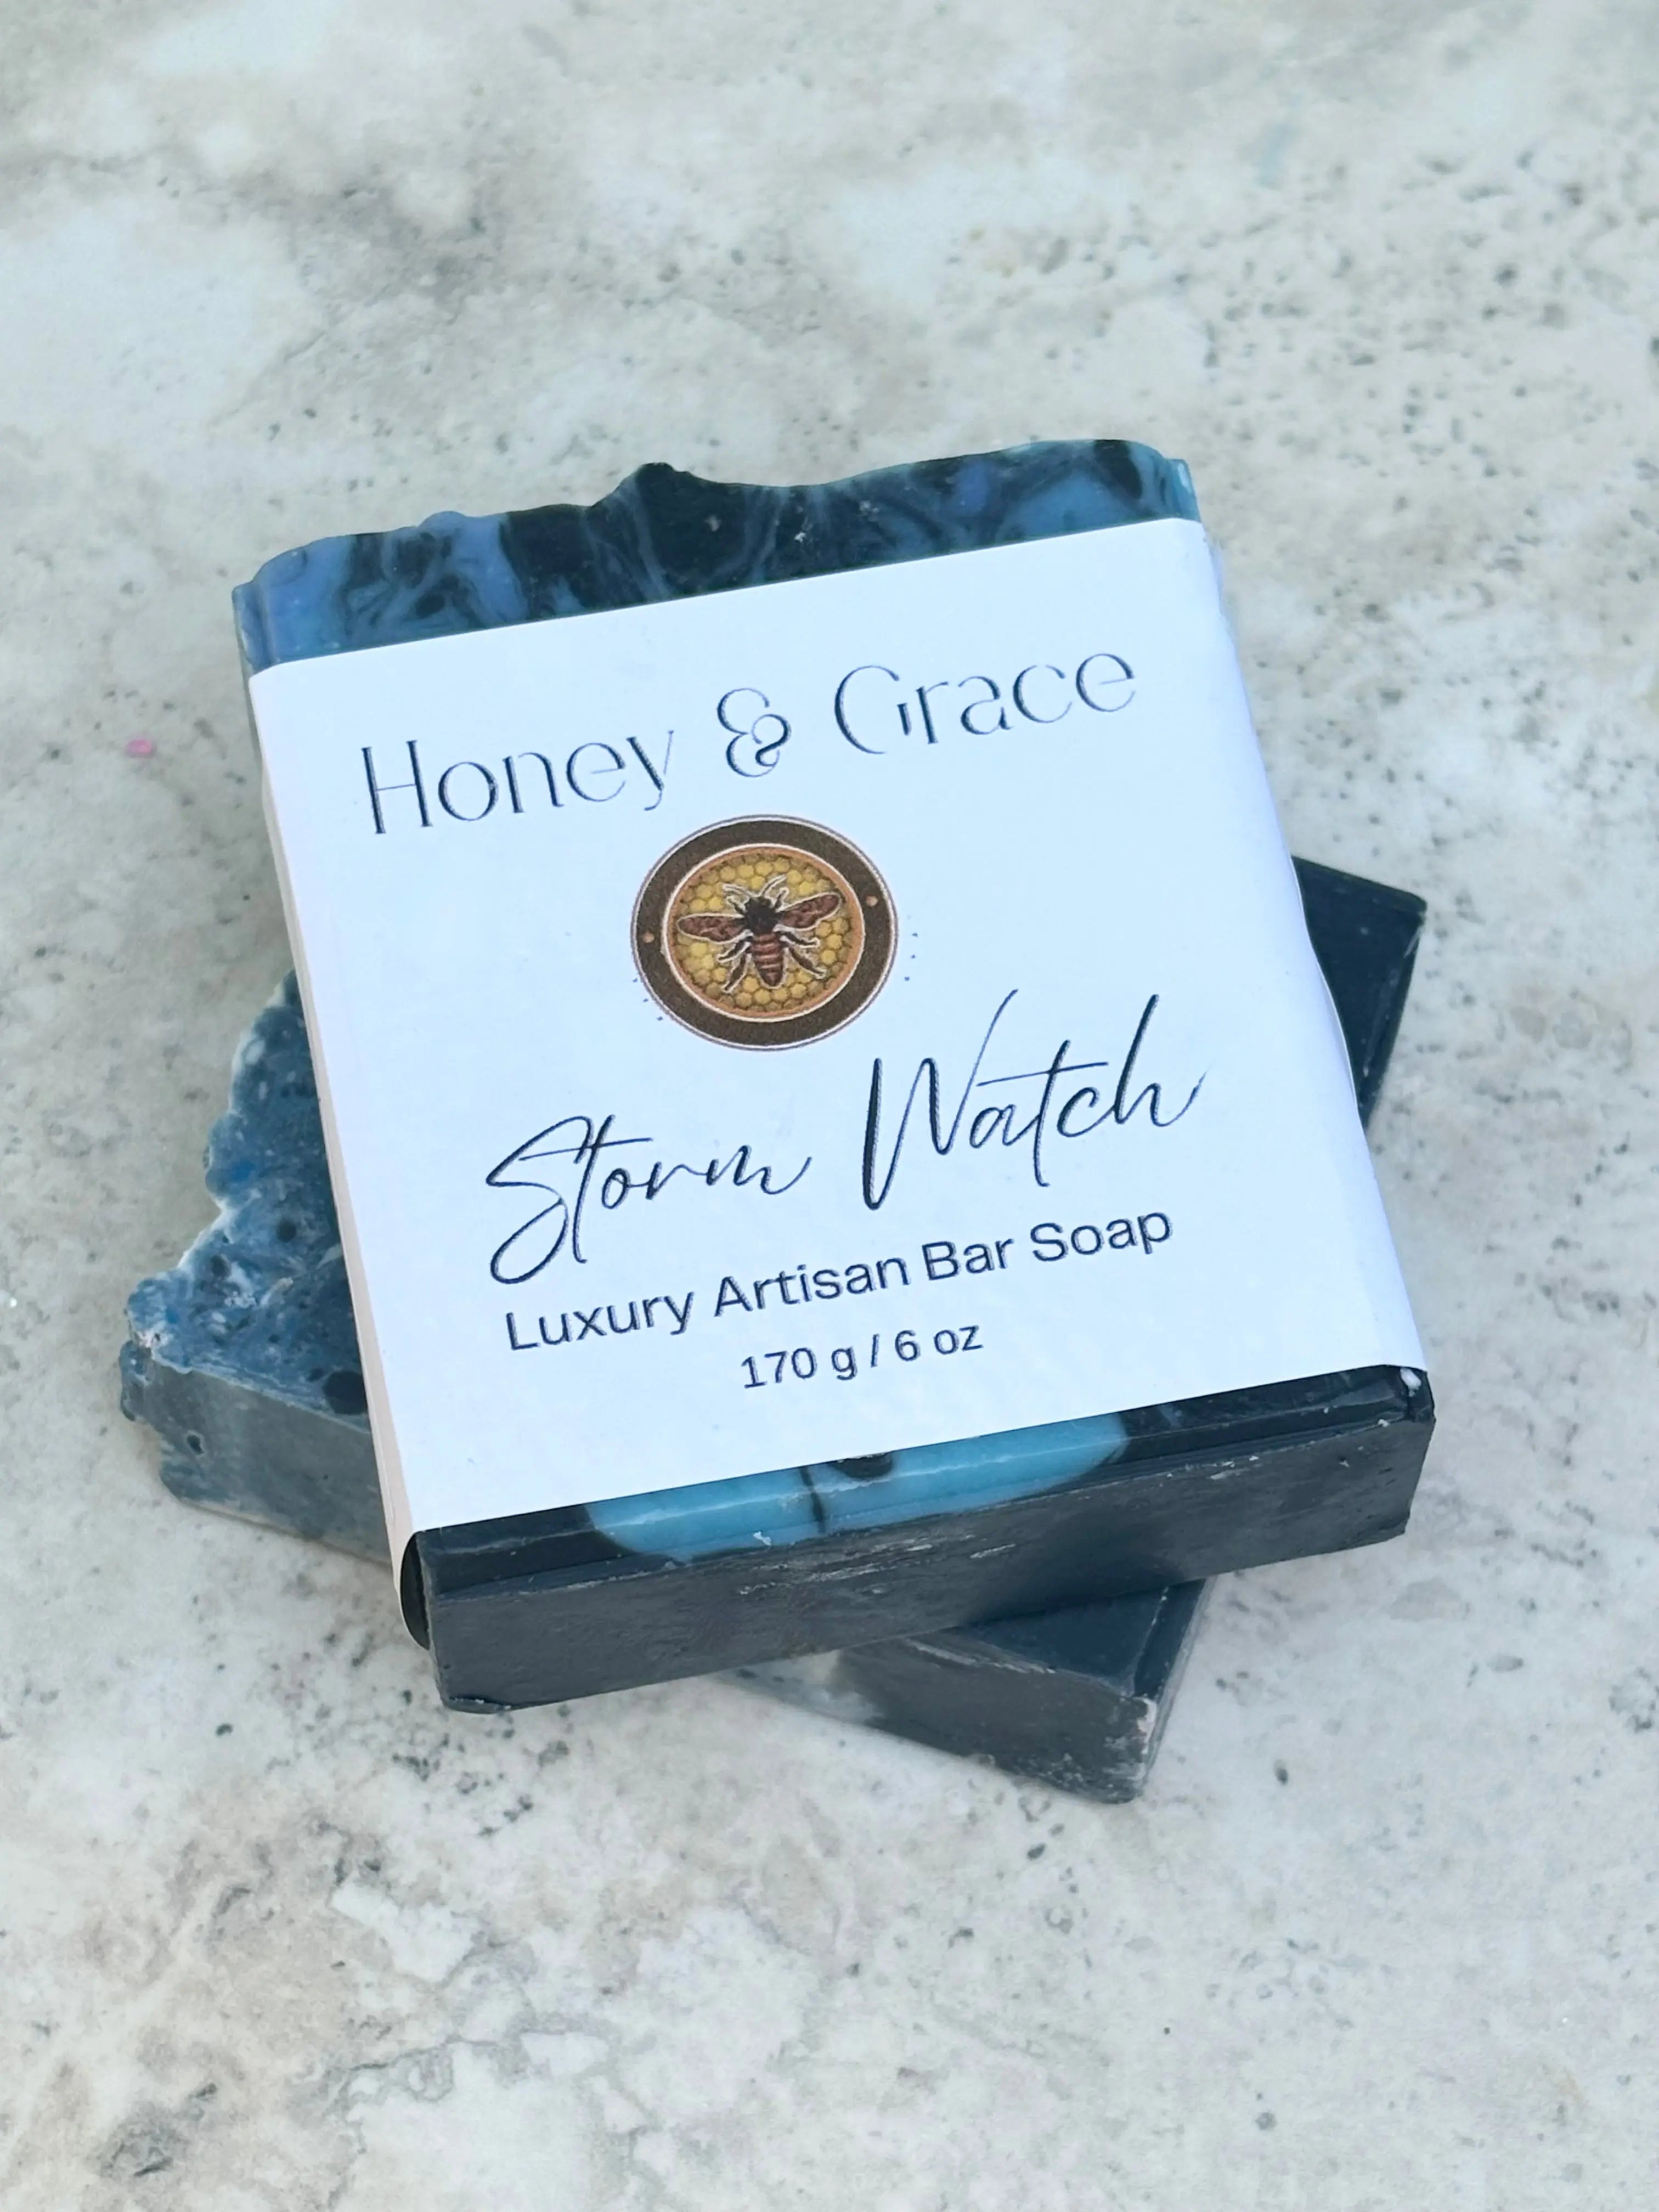 Honey & Grace
Storm Watch
Luxury Artisan Bar Soap
170 g / 6 oz